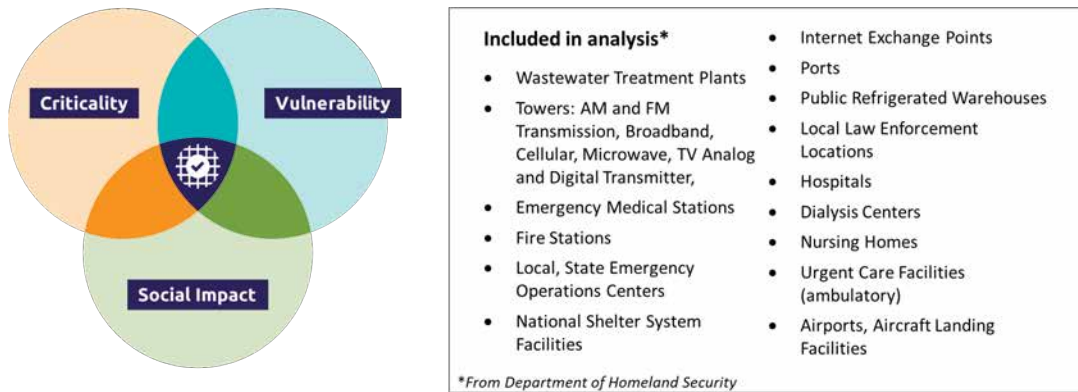 Criticality
Vulnerability
Social Impact
Included in analysis*
• Wastewater Treatment Plants
• Towers: AM and FM
Transmission, Broadband,
Cellular, Microwave, TV Analog
and Digital Transmitter,
• Emergency Medical Stations
• Fire Stations
• Local, State Emergency
Operations Centers
• National Shelter System
Facilities
• Internet Exchange Points
• Ports
• Public Refrigerated Warehouses
• Local Law Enforcement
Locations
• Hospitals
• Dialysis Centers
• Nursing Homes
• Urgent Care Facilities
(ambulatory)
• Airports, Aircraft Landing
Facilities
*From Department of Homeland Security